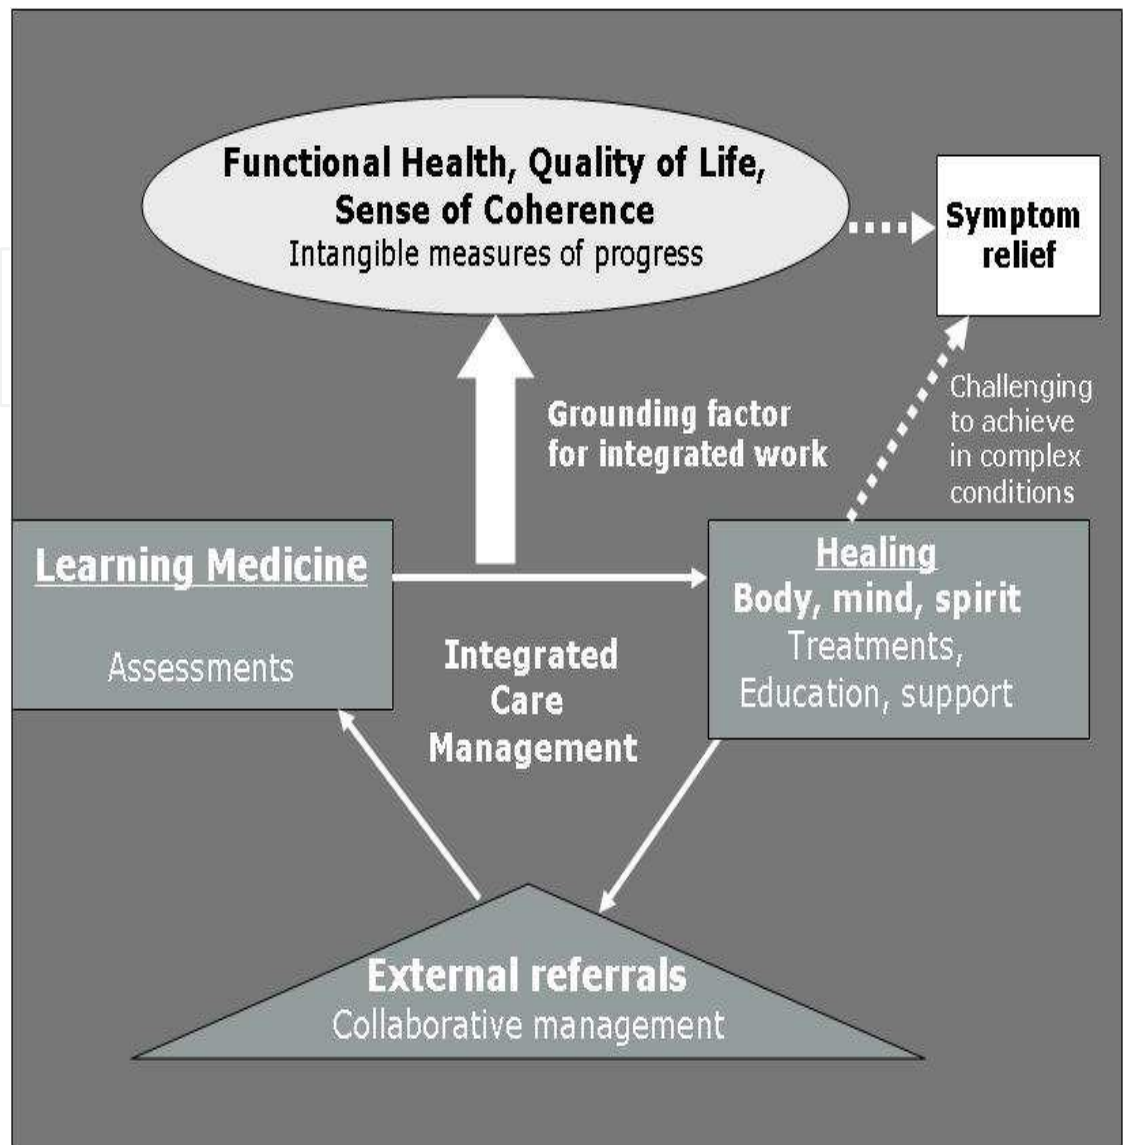 Functional Health, Quality of Life,
Sense of Coherence
Intangible measures of progress
Symptom
relief
Challenging
to achieve
in complex
conditions
Grounding factor
for integrated work
Learning Medicine
Assessments
Healing
Body, mind, spirit
Treatments,
Education, support
Integrated
Care
Management
External referrals
Collaborative management